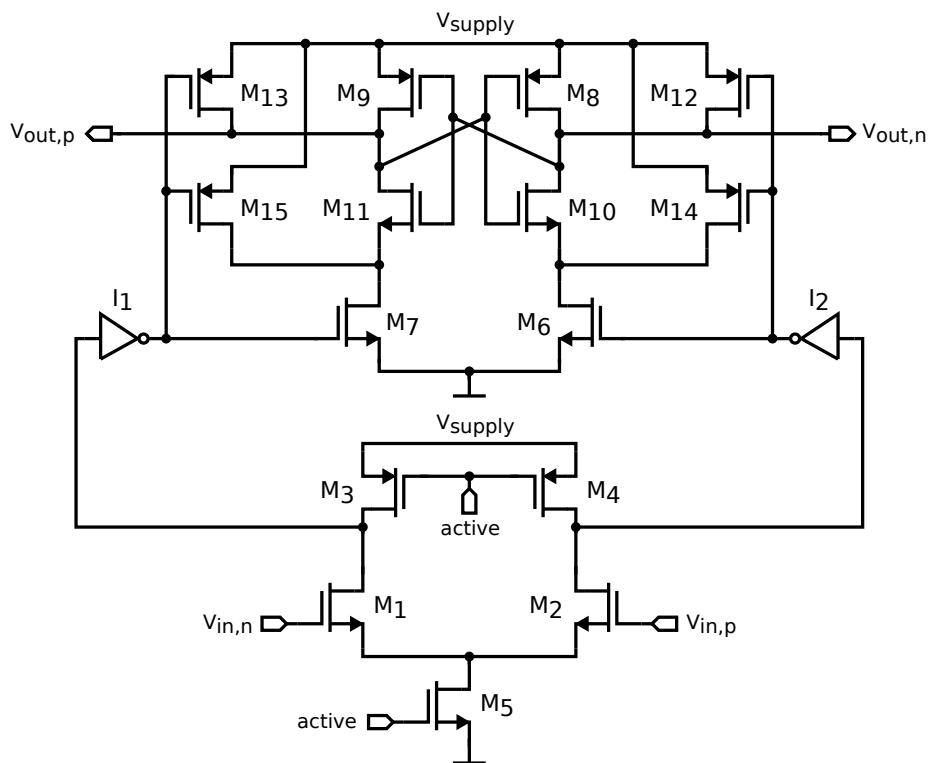 Vsupply
M13
M9
M8
M12
Vout,p
Vout,n
M15
M11
M10
M14
I1
M7
M6
I2
Vsupply
M3
M4
active
Vin,n
M1
M2
Vin,p
M5
active